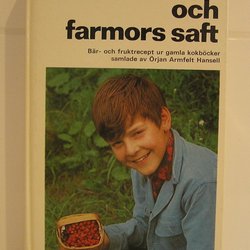 och
farmors saft
Bär- och fruktrecept ur gamla kokböcker
samlade av Örjan Armfelt Hansell